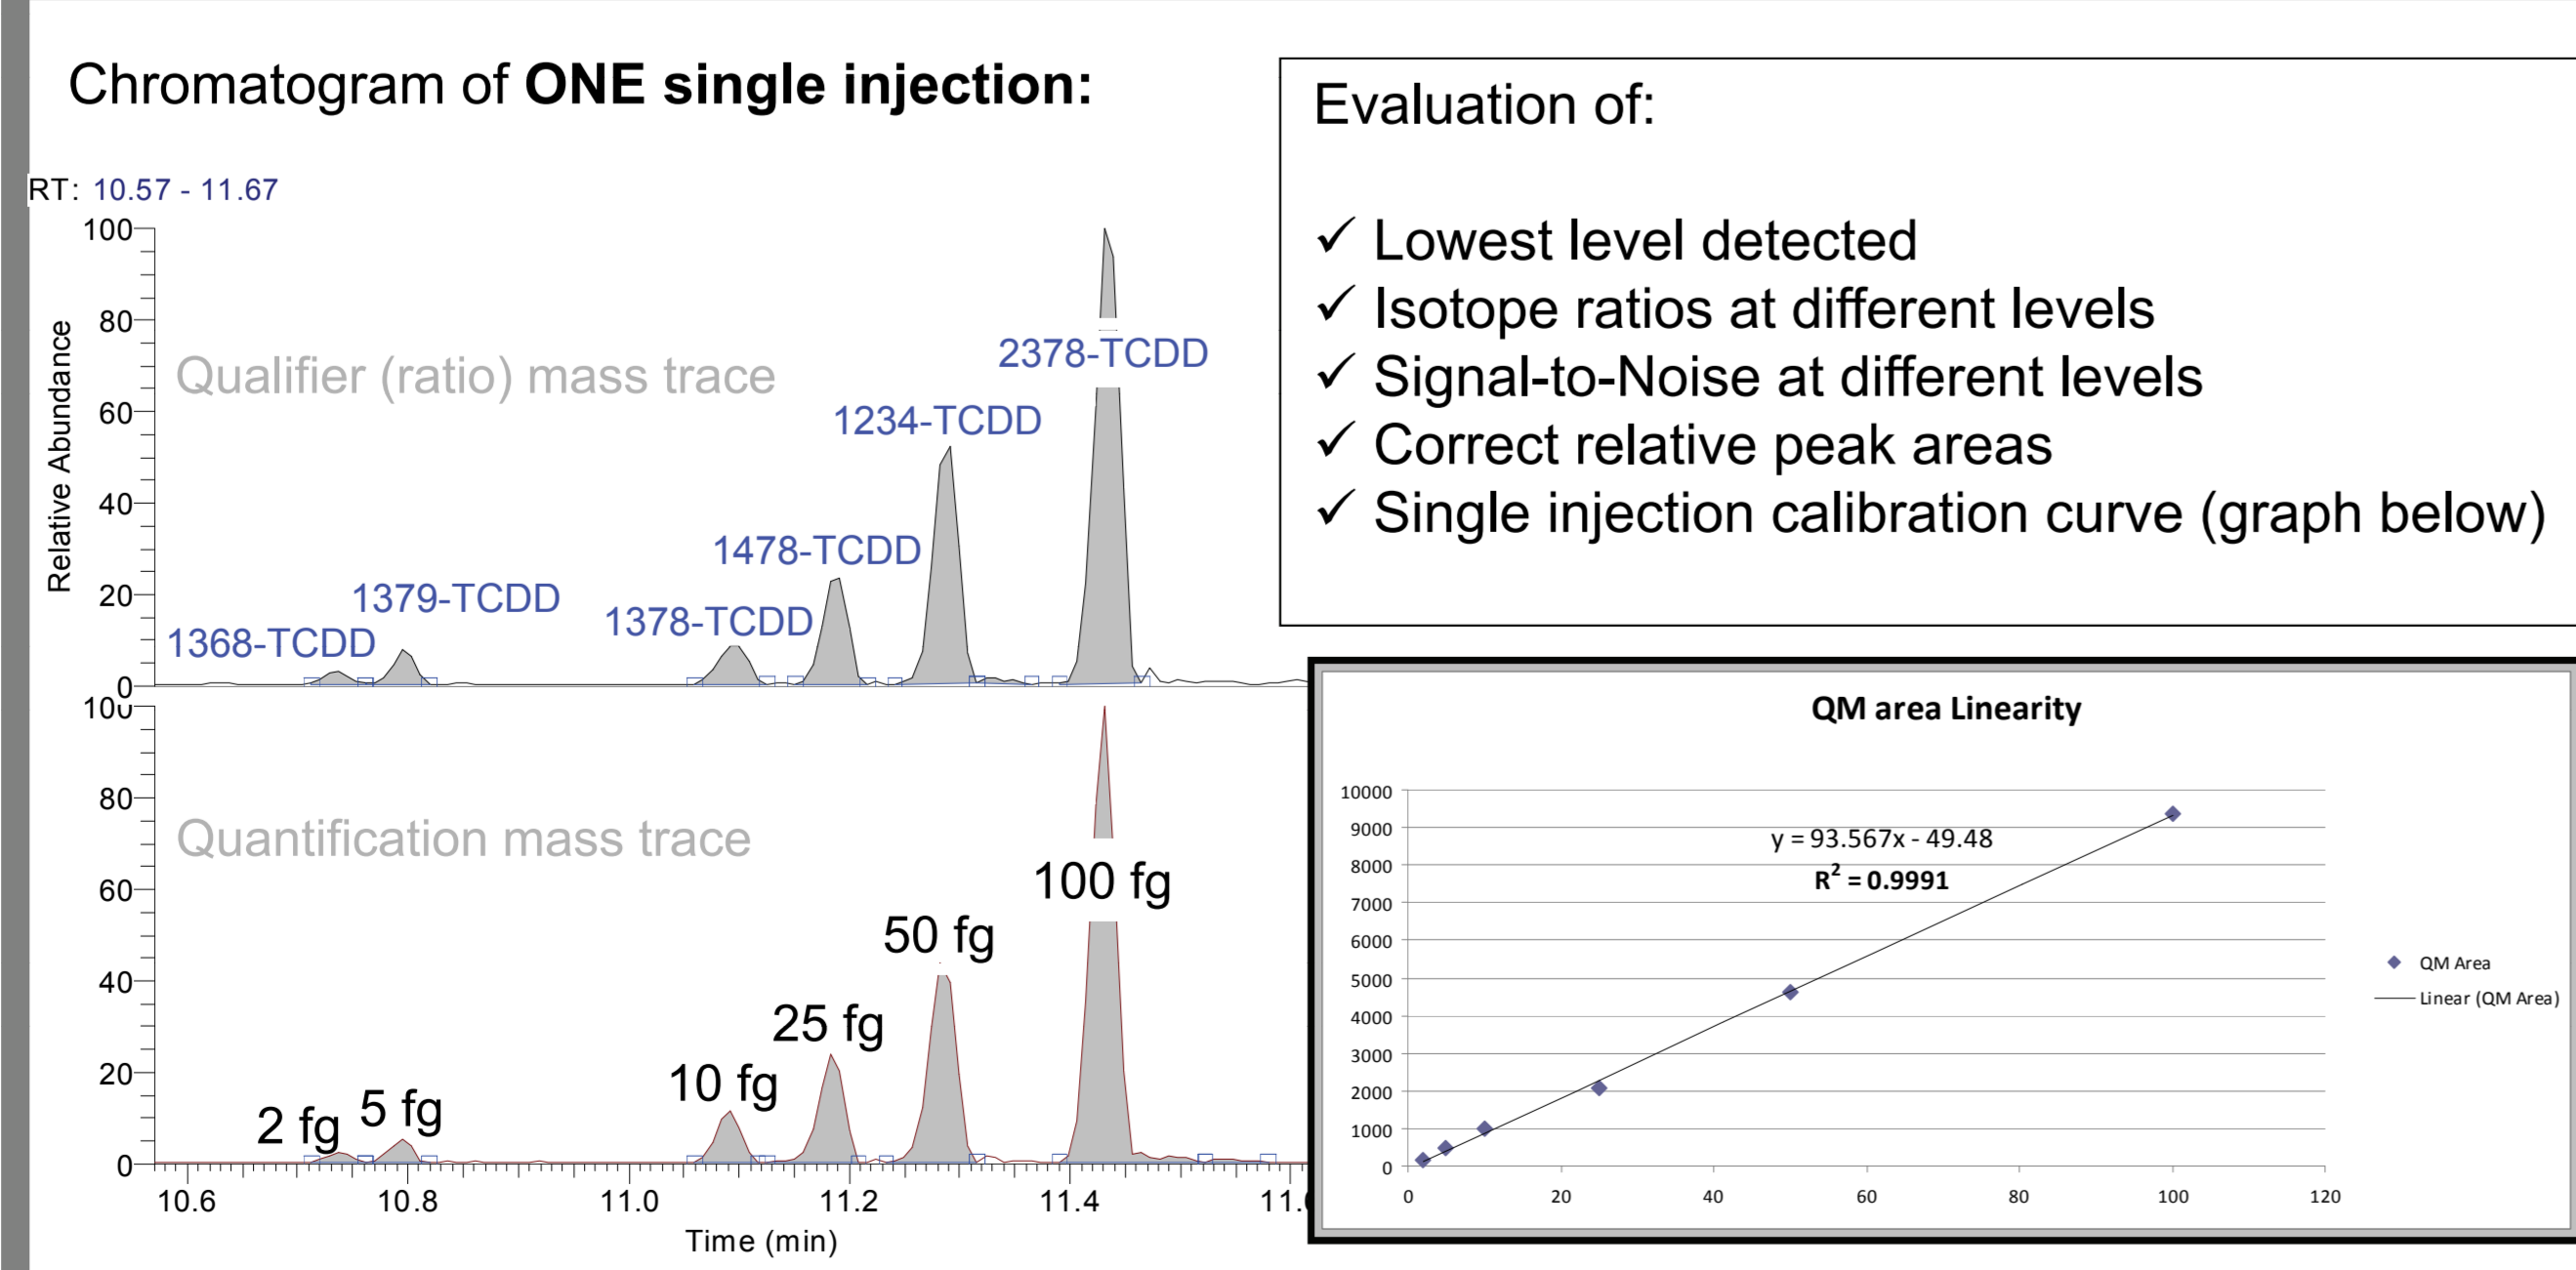 Chromatogram of ONE single injection:
RT: 10.57 - 11.67
Relative Abundance
100
80
60
40
20
0
Qualifier (ratio) mass trace
1368-TCDD
1379-TCDD
1378-TCDD
1478-TCDD
1234-TCDD
2378-TCDD
100
80
60
40
20
0
Quantification mass trace
2 fg
5 fg
10 fg
25 fg
50 fg
100 fg
10.6 10.8 11.0 11.2 11.4
Time (min)
Evaluation of:
✓ Lowest level detected
✓ Isotope ratios at different levels
✓ Signal-to-Noise at different levels
✓ Correct relative peak areas
✓ Single injection calibration curve (graph below)
QM area Linearity
10000
9000
8000
7000
6000
5000
4000
3000
2000
1000
0
y = 93.567x - 49.48
R² = 0.9991
0 20 40 60 80 100 120
QM Area
Linear (QM Area)